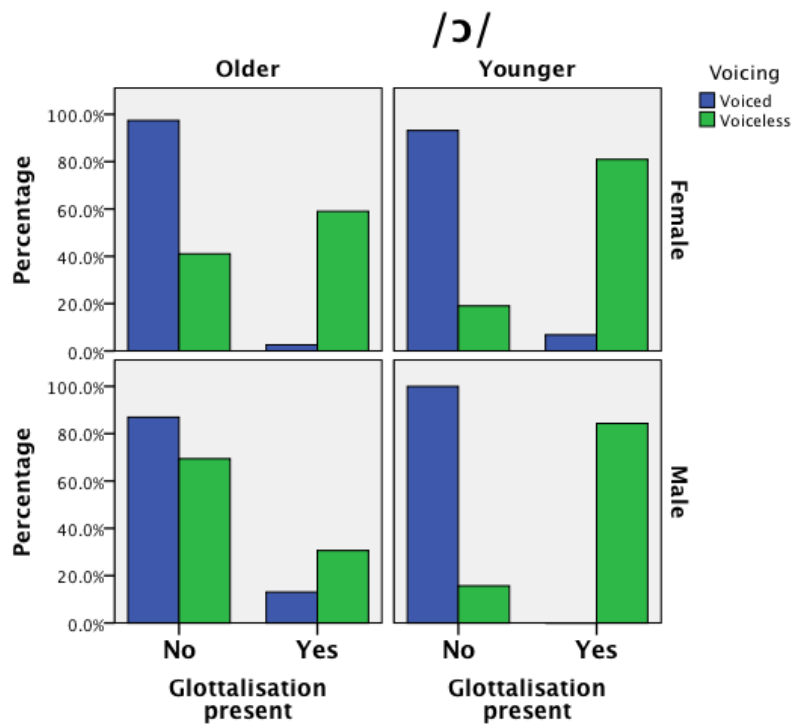 /ɔ/
Older
Younger
Voicing
Voiced
Voiceless
100.0%
80.0%
60.0%
40.0%
20.0%
0.0%
Percentage
Female
100.0%
80.0%
60.0%
40.0%
20.0%
0.0%
Percentage
Male
No Yes
No Yes
Glottalisation
present
Glottalisation
present